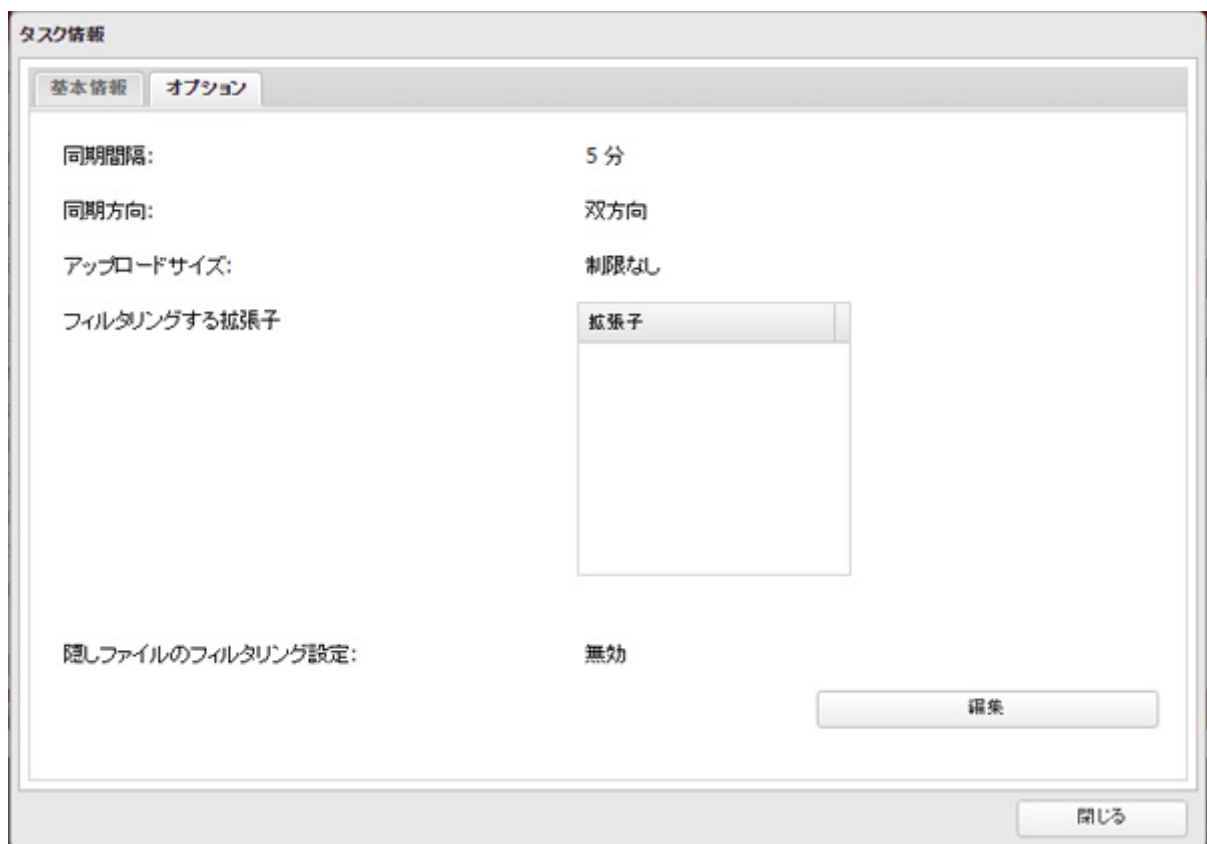 タスク情報
基本情報 オプション
同期間隔: 5 分
同期方向: 双方向
アップロードサイズ: 制限なし
フィルタリングする拡張子
拡張子
隠しファイルのフィルタリング設定: 無効
編集
閉じる